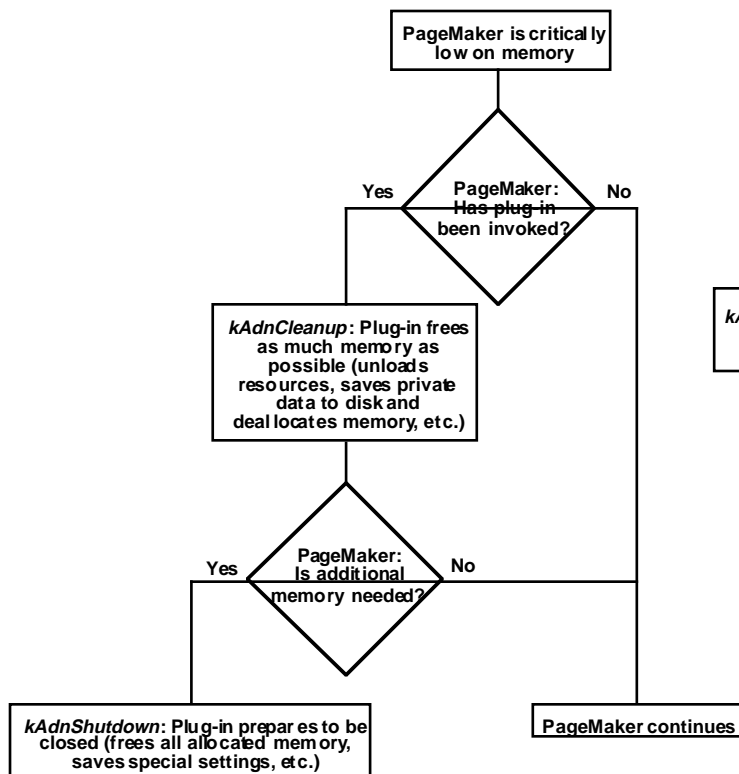 PageMaker is critically
low on memory
Yes
PageMaker:
Has plug-in
been invoked?
No
kAdnCleanup: Plug-in frees
as much memory as
possible (unloads
resources, saves private
data to disk and
deallocates memory, etc.)
kA
Yes
PageMaker:
Is additional
memory needed?
No
kAdnShutdown: Plug-in prepares to be
closed (frees all allocated memory,
saves special settings, etc.)
PageMaker continues